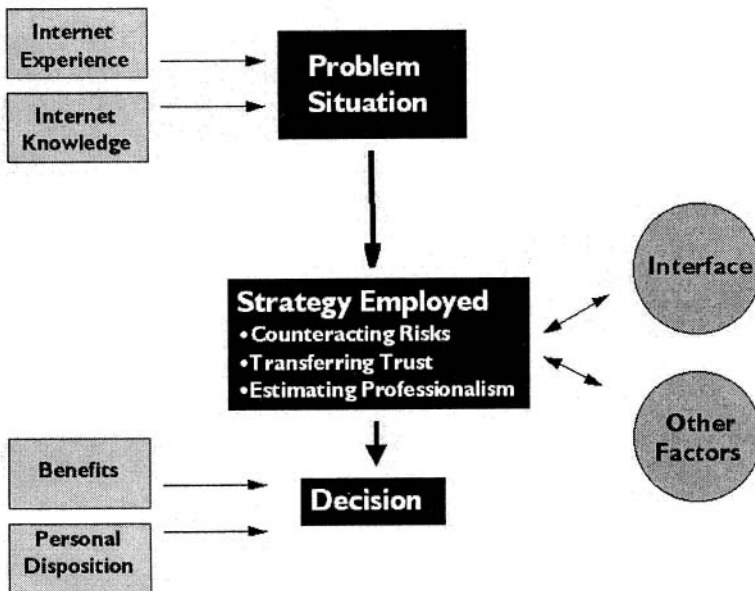 Internet
Experience
Internet
Knowledge
Problem
Situation
Interface
Strategy Employed
•Counteracting Risks
•Transferring Trust
•Estimating Professionalism
Other
Factors
Benefits
Personal
Disposition
Decision